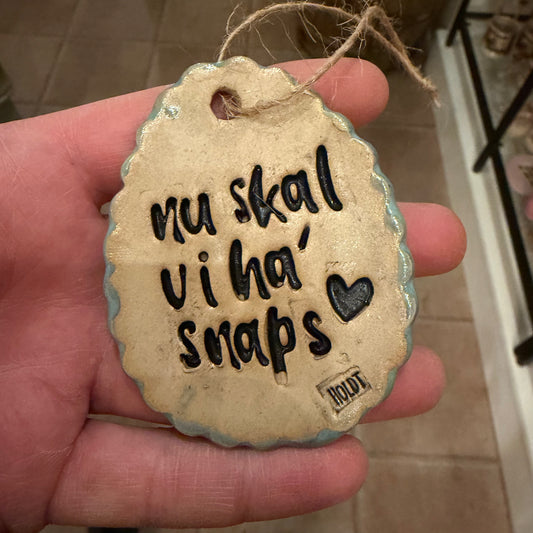 nu skal
vi ha'
snaps
HOLDT